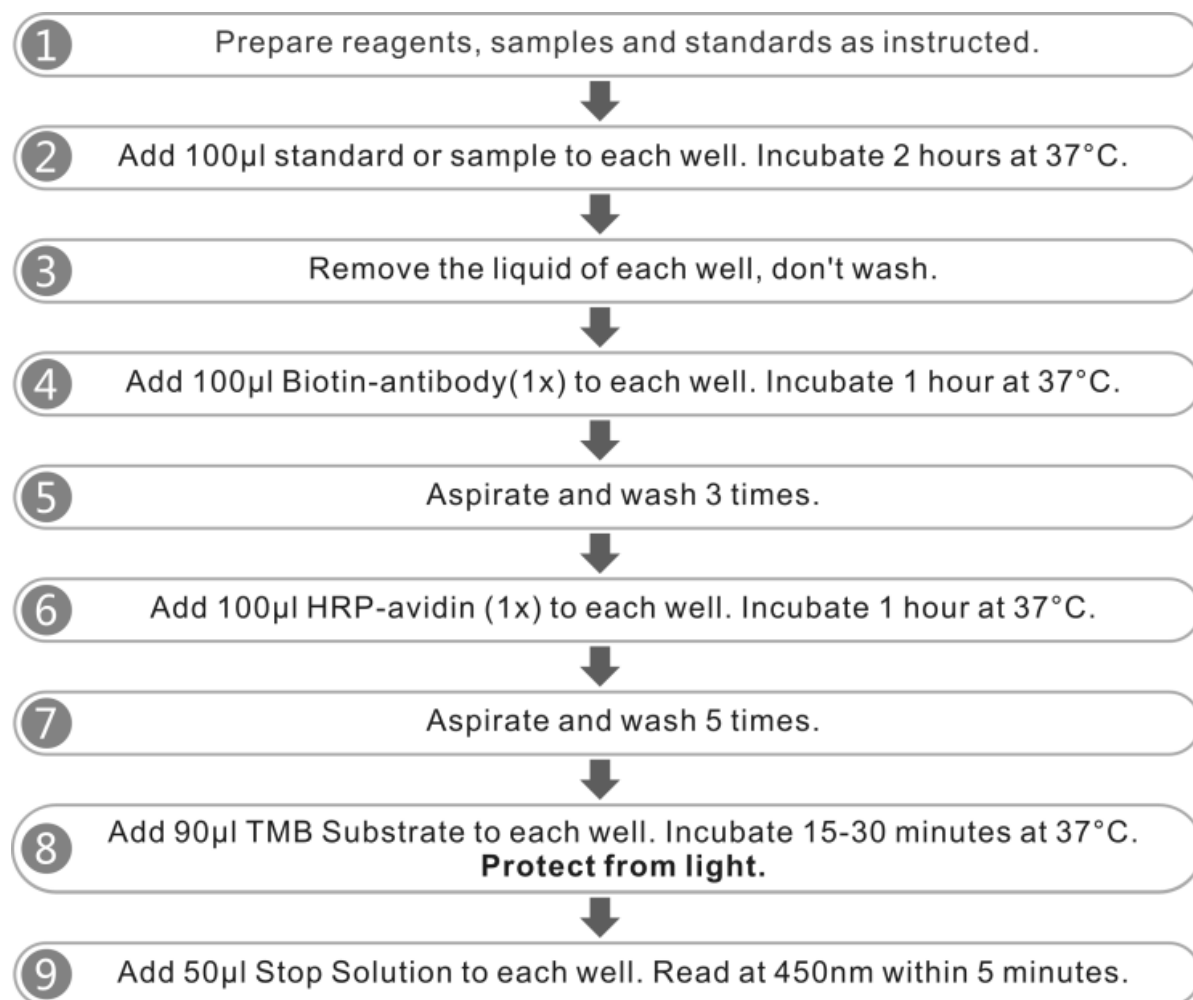 1 Prepare reagents, samples and standards as instructed.
2 Add 100µl standard or sample to each well. Incubate 2 hours at 37°C.
3 Remove the liquid of each well, don't wash.
4 Add 100µl Biotin-antibody(1x) to each well. Incubate 1 hour at 37°C.
5 Aspirate and wash 3 times.
6 Add 100µl HRP-avidin (1x) to each well. Incubate 1 hour at 37°C.
7 Aspirate and wash 5 times.
8 Add 90µl TMB Substrate to each well. Incubate 15-30 minutes at 37°C.
Protect from light.
9 Add 50µl Stop Solution to each well. Read at 450nm within 5 minutes.